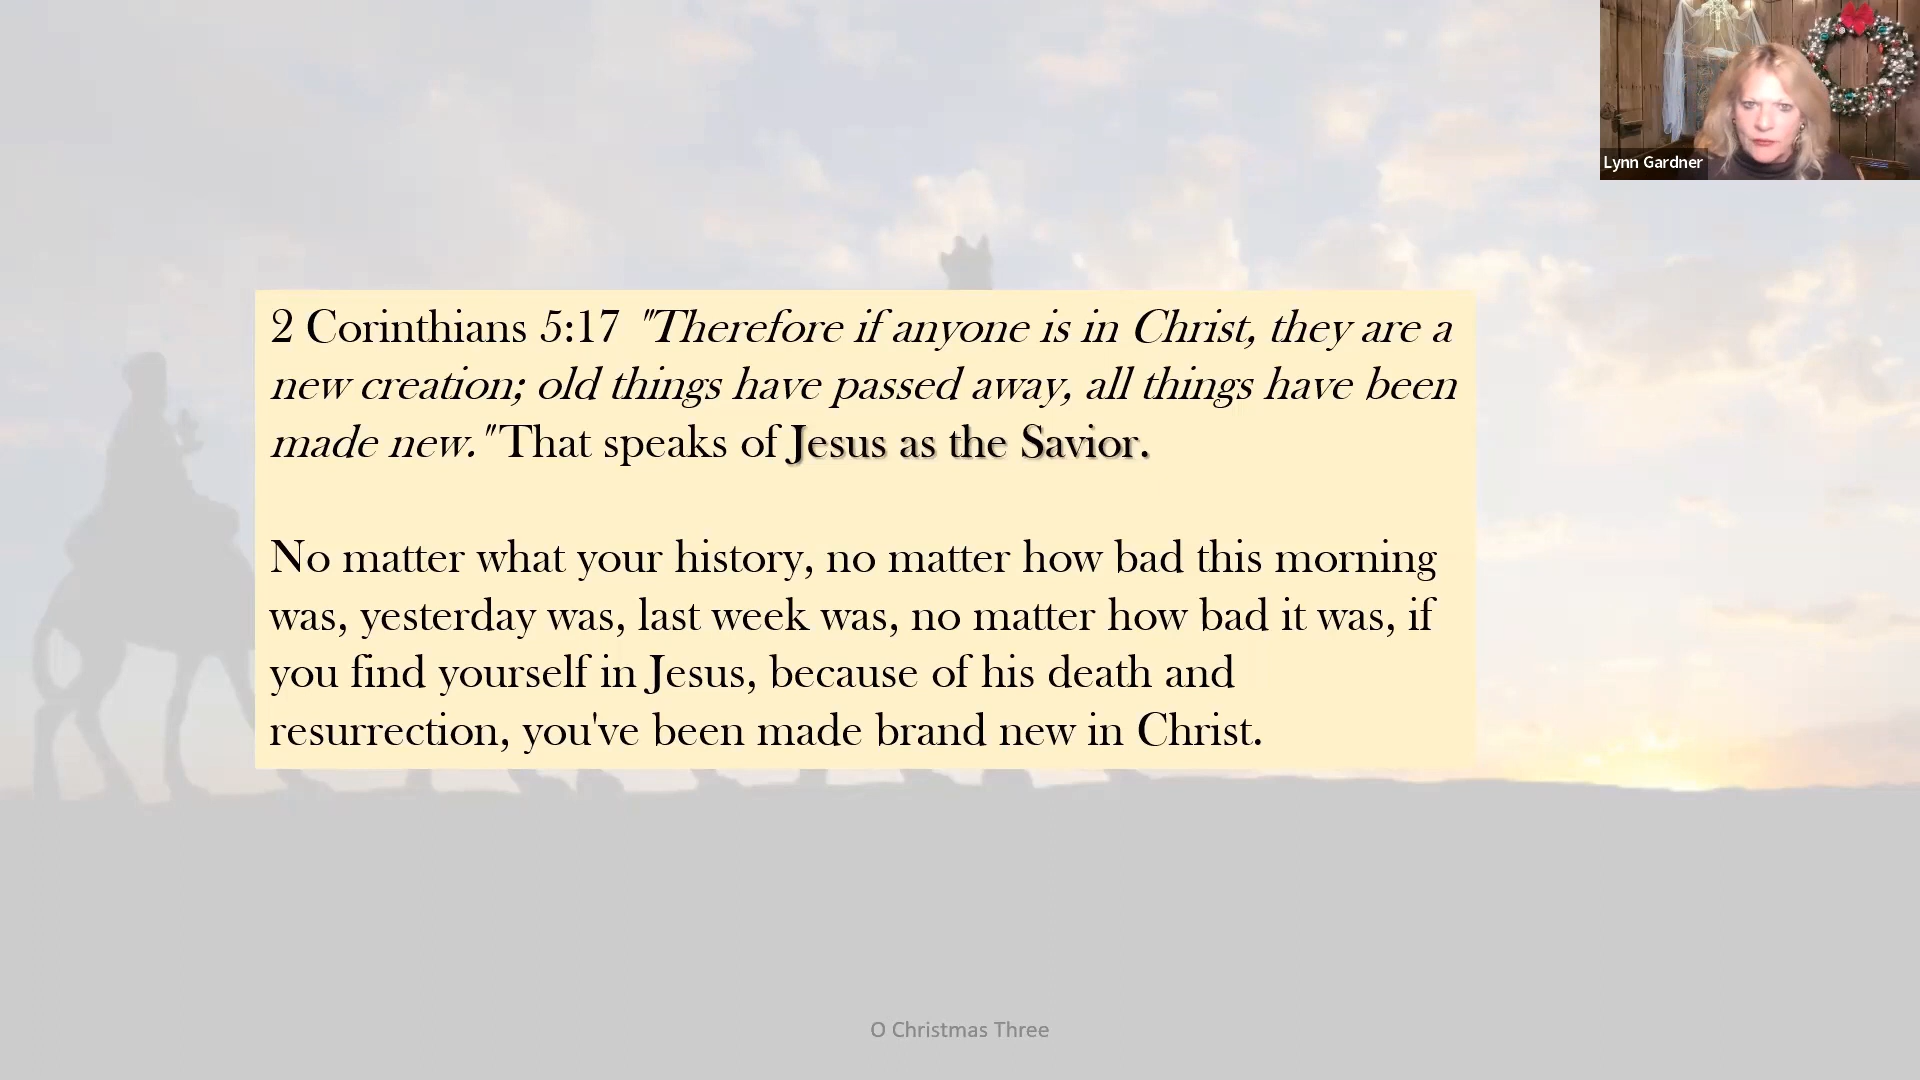 Lynn Gardner
2 Corinthians 5:17 "Therefore if anyone is in Christ, they are a
new creation; old things have passed away, all things have been
made new." That speaks of Jesus as the Savior.
No matter what your history, no matter how bad this morning
was, yesterday was, last week was, no matter how bad it was, if
you find yourself in Jesus, because of his death and
resurrection, you've been made brand new in Christ.
O Christmas Three